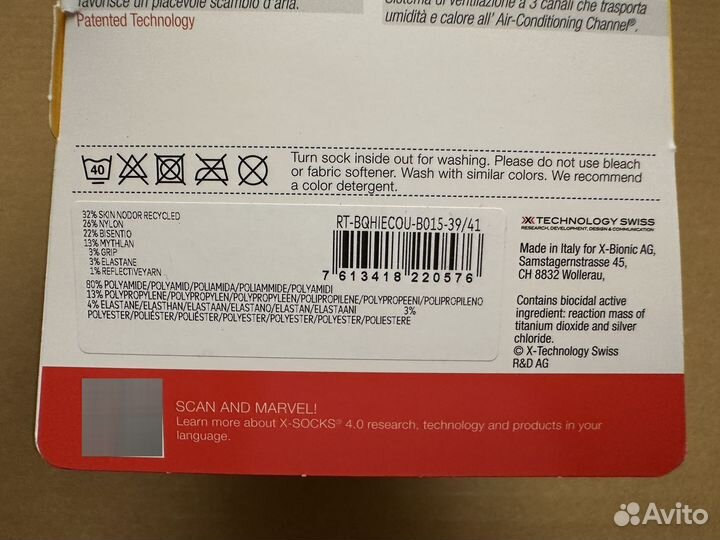 favorisce un piacevole scambio d'aria.
Patented Technology
Sistema di ventilazione a 3 canali che trasporta
umidità e calore all' Air-Conditioning Channel®.
40
Turn sock inside out for washing. Please do not use bleach
or fabric softener. Wash with similar colors. We recommend
a color detergent.
32% SKIN NODOR RECYCLED
26% NYLON
22% BISENTIO
13% MYTHLAN
3% GRIP
3% ELASTANE
1% REFLECTIVEYARN
RT-BQHIECOU-B015-39/41
7 613418 220576
80% POLYAMIDE/POLYAMID/POLIAMIDA/POLIAMMIDE/POLYAMIDI
13% POLYPROPYLENE/POLYPROPYLEN/POLYPROPYLEEN/POLIPROPILENE/POLYPROPEENI/POLIPROPILENO
4% ELASTANE/ELASTHAN/ELASTAAN/ELASTANO/ELASTAN/ELASTAANI 3%
POLYESTER/POLIÉSTER/POLIÉSTER/POLYESTER/POLYESTER/POLYESTER/POLIESTERE
X-TECHNOLOGY SWISS
RESEARCH, DEVELOPMENT, DESIGN & COMMUNICATION
Made in Italy for X-Bionic AG,
Samstagernstrasse 45,
CH 8832 Wollerau,
Contains biocidal active
ingredient: reaction mass of
titanium dioxide and silver
chloride.
© X-Technology Swiss
R&D AG
SCAN AND MARVEL!
Learn more about X-SOCKS® 4.0 research, technology and products in your
language.
Avito